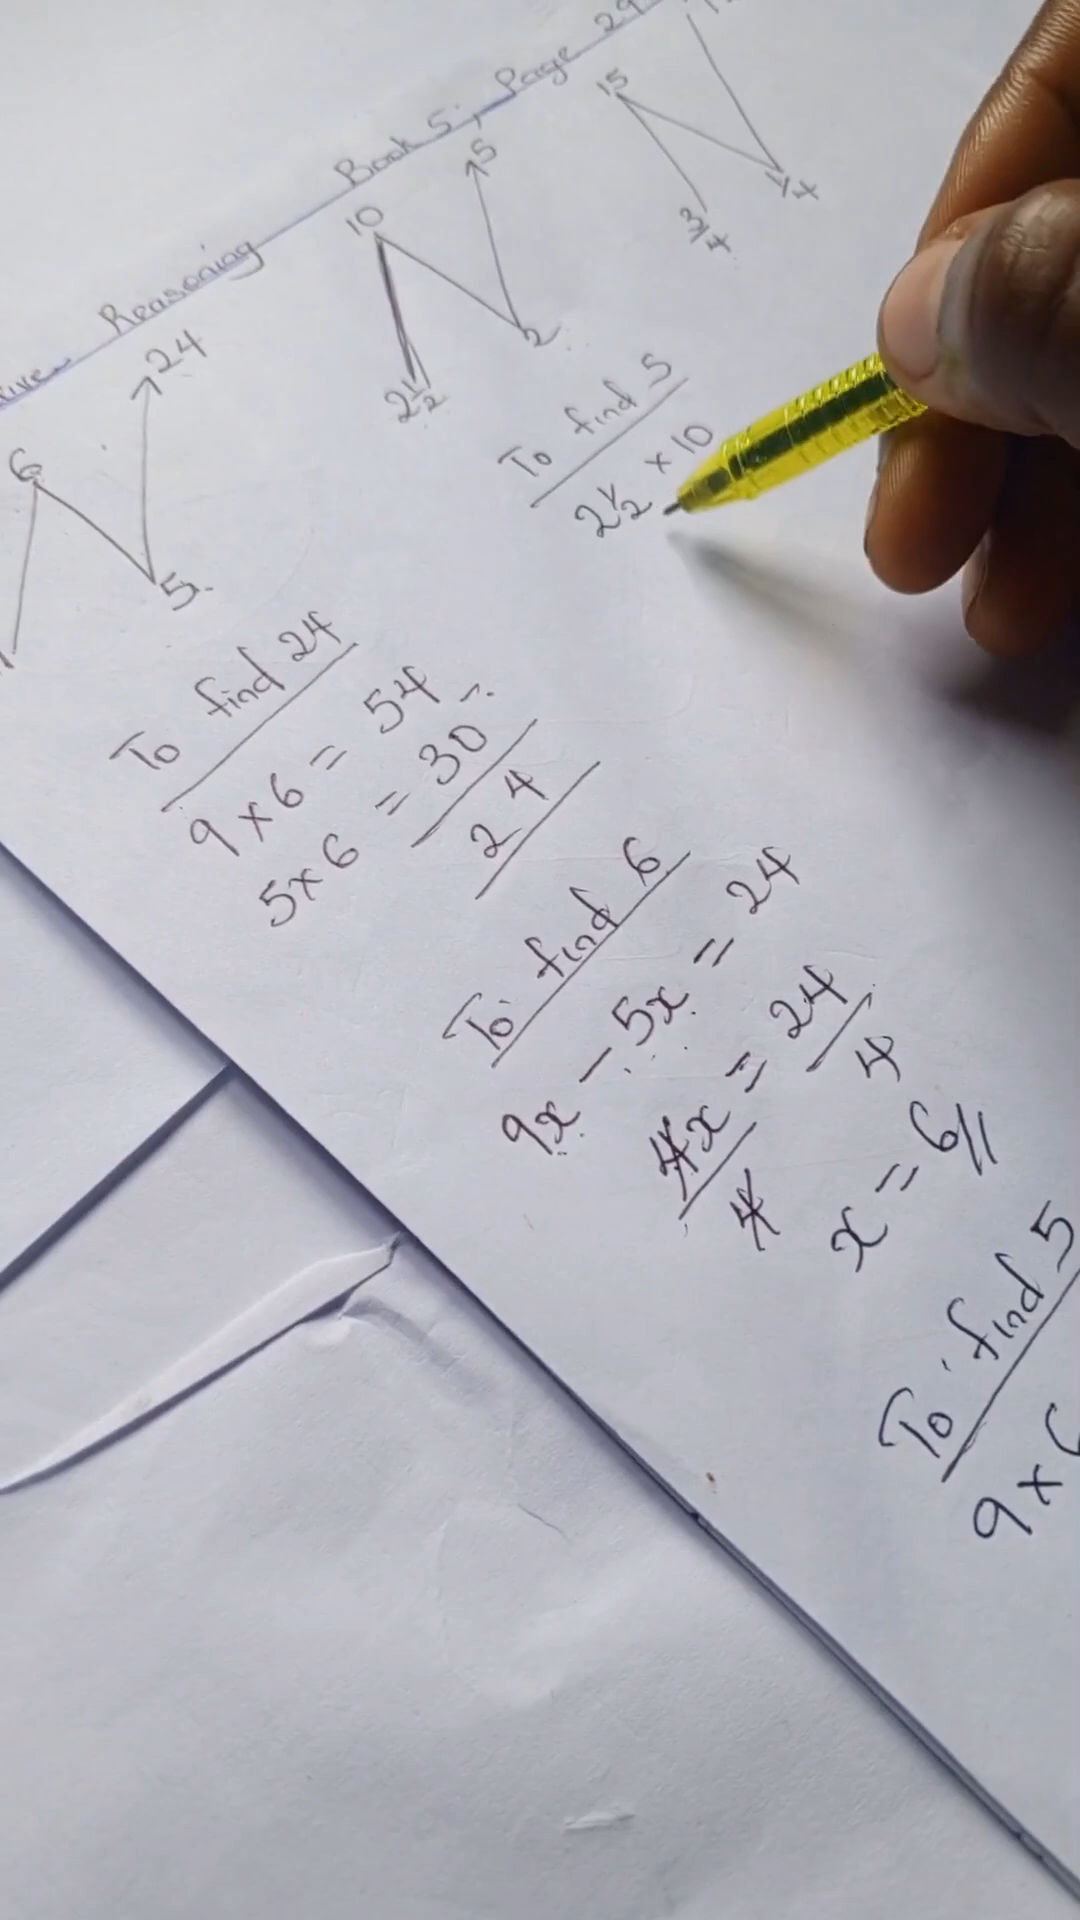 Reasoning Book 5, Page 29
6 24
5
10 5
2½ 2
15
¾ ¼
To find 24
9 x 6 = 54
5 x 6 = 30 -
24
To find 6
9x - 5x = 24
4x/4 = 24/4
x = 6
To find 5
2½ x 10
To find 5
9 x 6